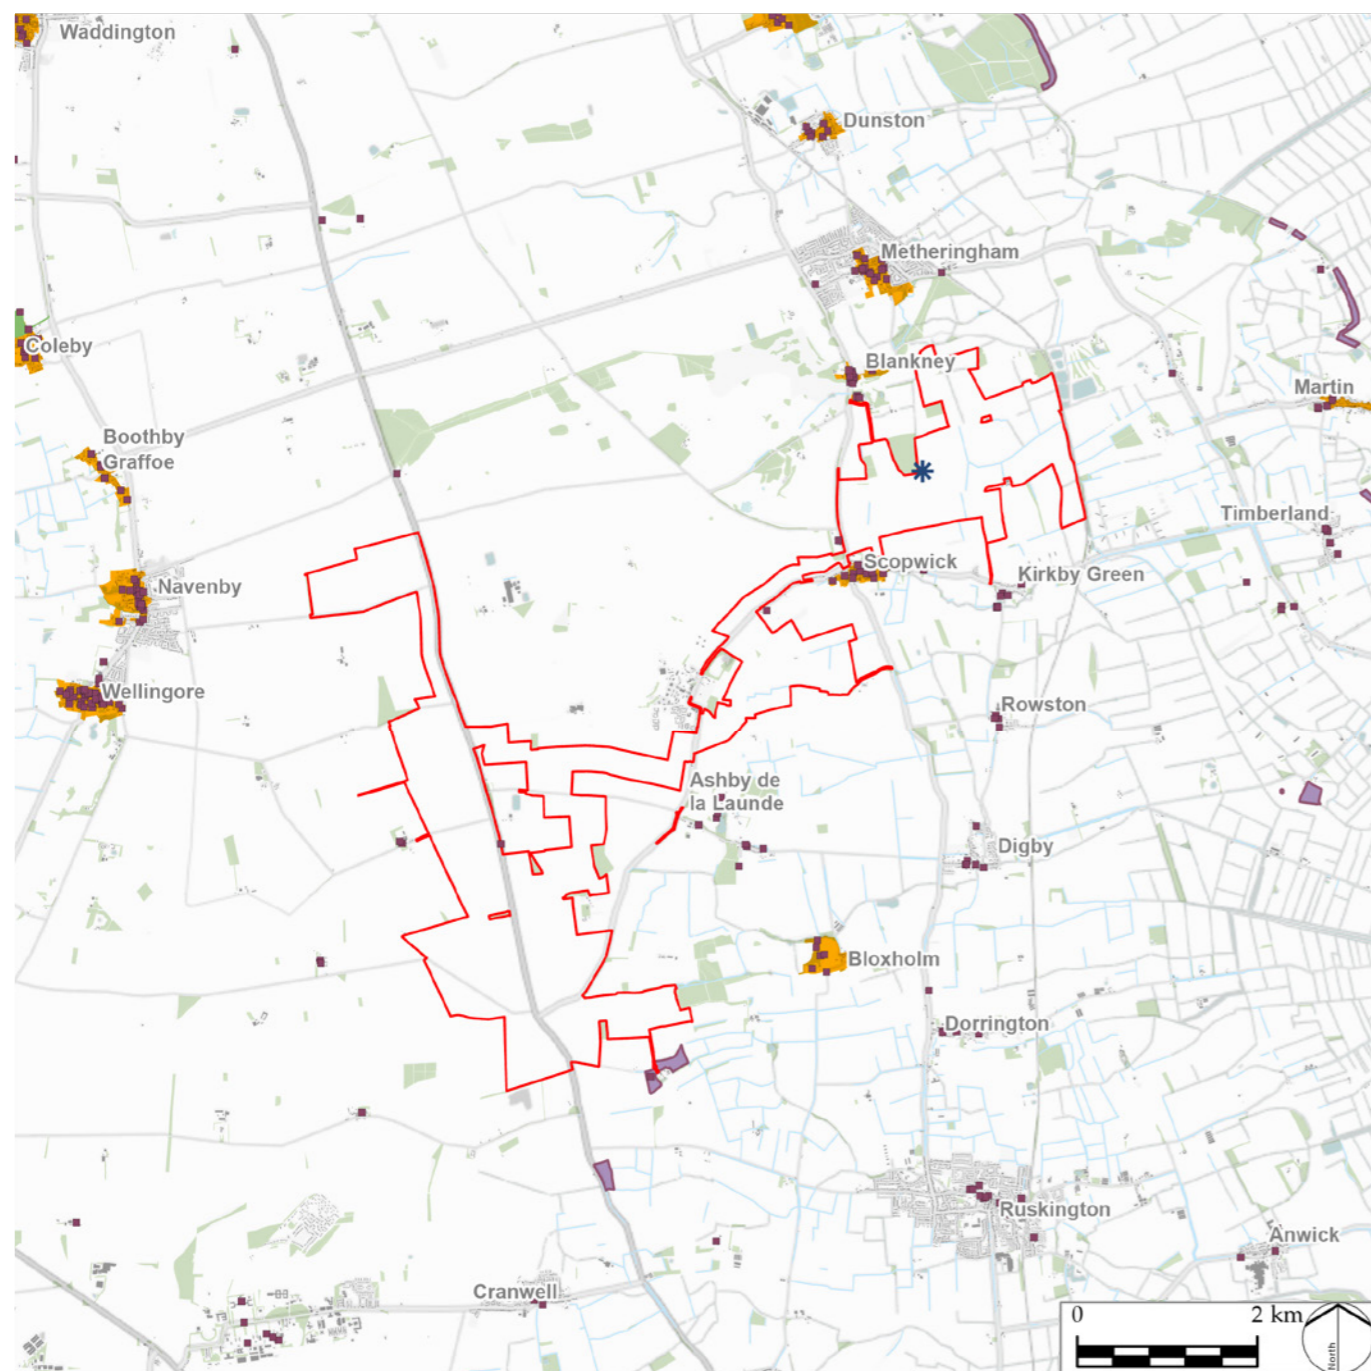 Waddington
Dunston
Metheringham
Coleby
Blankney
Martin
Boothby
Graffoe
Timberland
Scopwick
Kirkby Green
Navenby
Wellingore
Rowston
Ashby de
la Launde
Digby
Bloxholm
Dorrington
Ruskington
Anwick
Cranwell
0 2 km
North